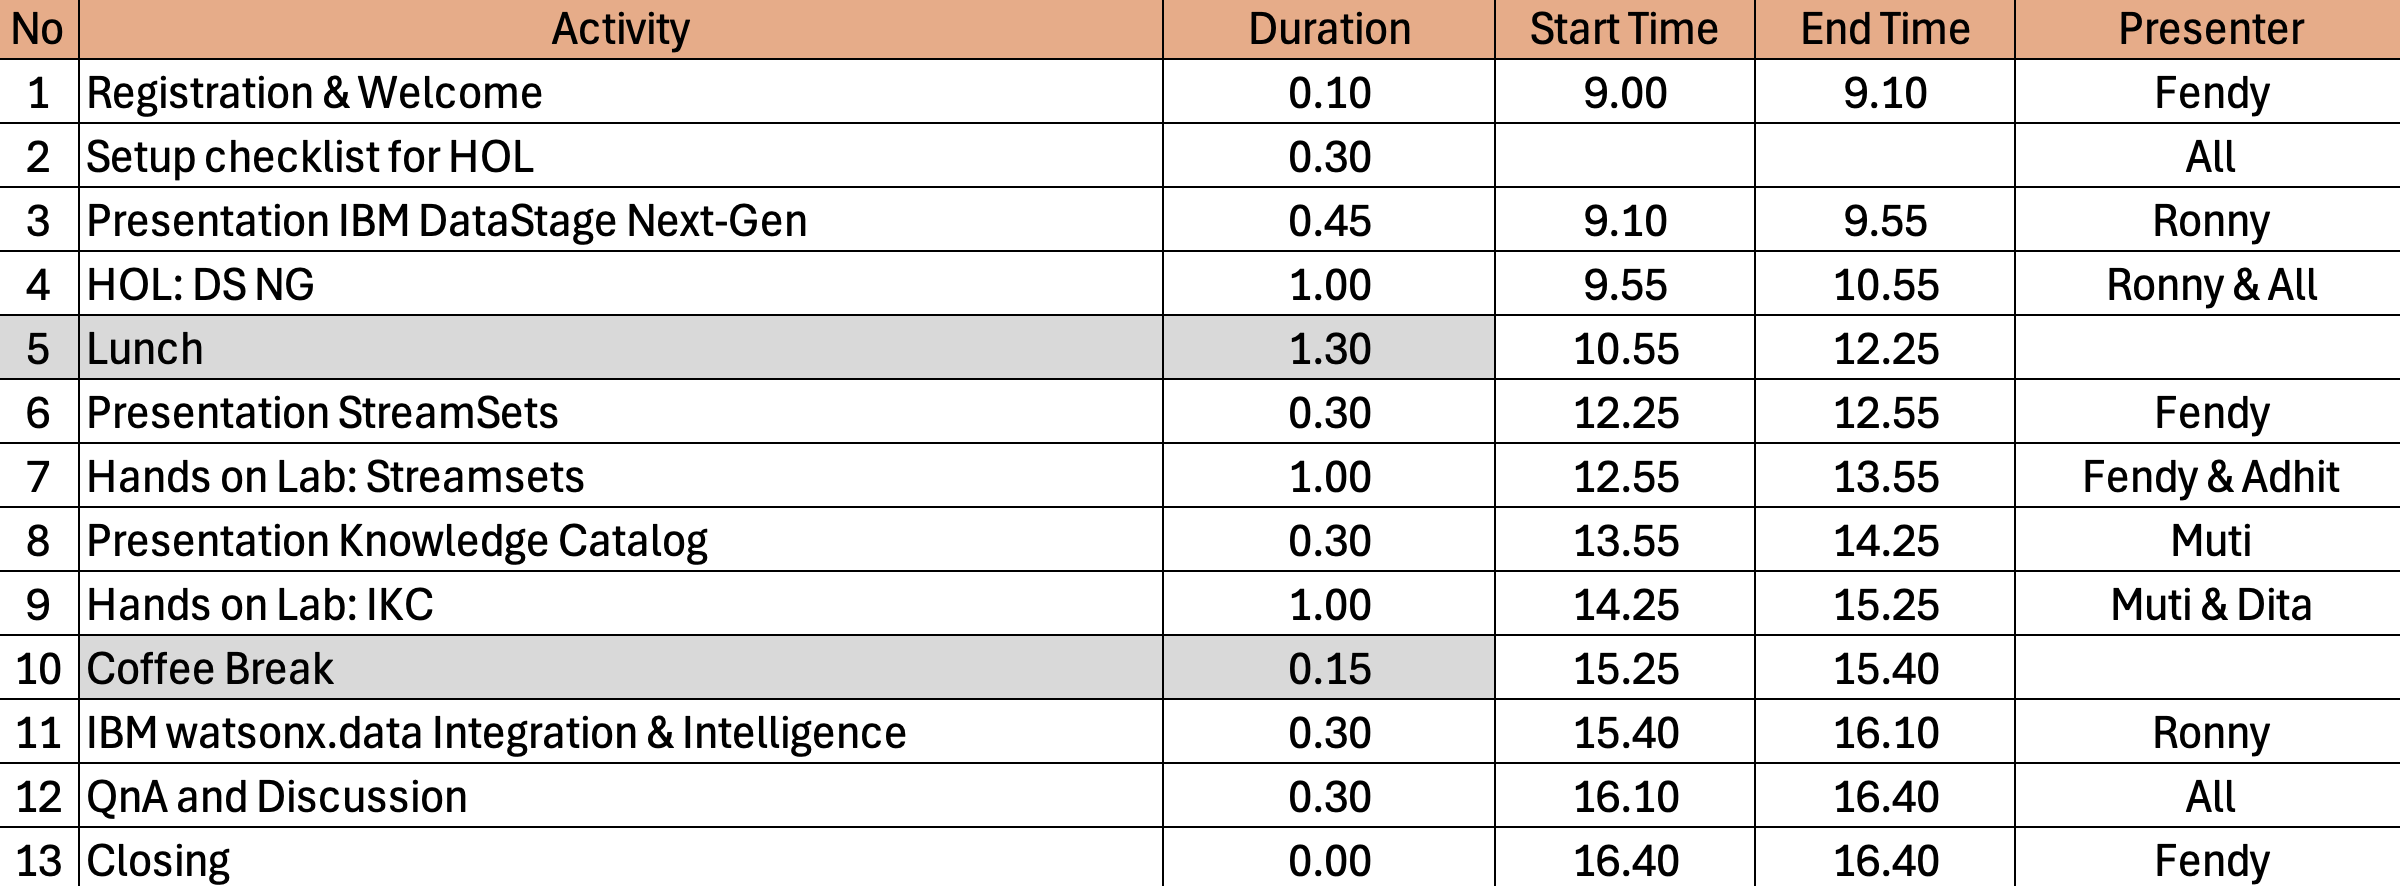 No Activity Duration Start Time End Time Presenter
1 Registration & Welcome 0.10 9.00 9.10 Fendy
2 Setup checklist for HOL 0.30 All
3 Presentation IBM DataStage Next-Gen 0.45 9.10 9.55 Ronny
4 HOL: DS NG 1.00 9.55 10.55 Ronny & All
5 Lunch 1.30 10.55 12.25
6 Presentation StreamSets 0.30 12.25 12.55 Fendy
7 Hands on Lab: Streamsets 1.00 12.55 13.55 Fendy & Adhit
8 Presentation Knowledge Catalog 0.30 13.55 14.25 Muti
9 Hands on Lab: IKC 1.00 14.25 15.25 Muti & Dita
10 Coffee Break 0.15 15.25 15.40
11 IBM watsonx.data Integration & Intelligence 0.30 15.40 16.10 Ronny
12 QnA and Discussion 0.30 16.10 16.40 All
13 Closing 0.00 16.40 16.40 Fendy